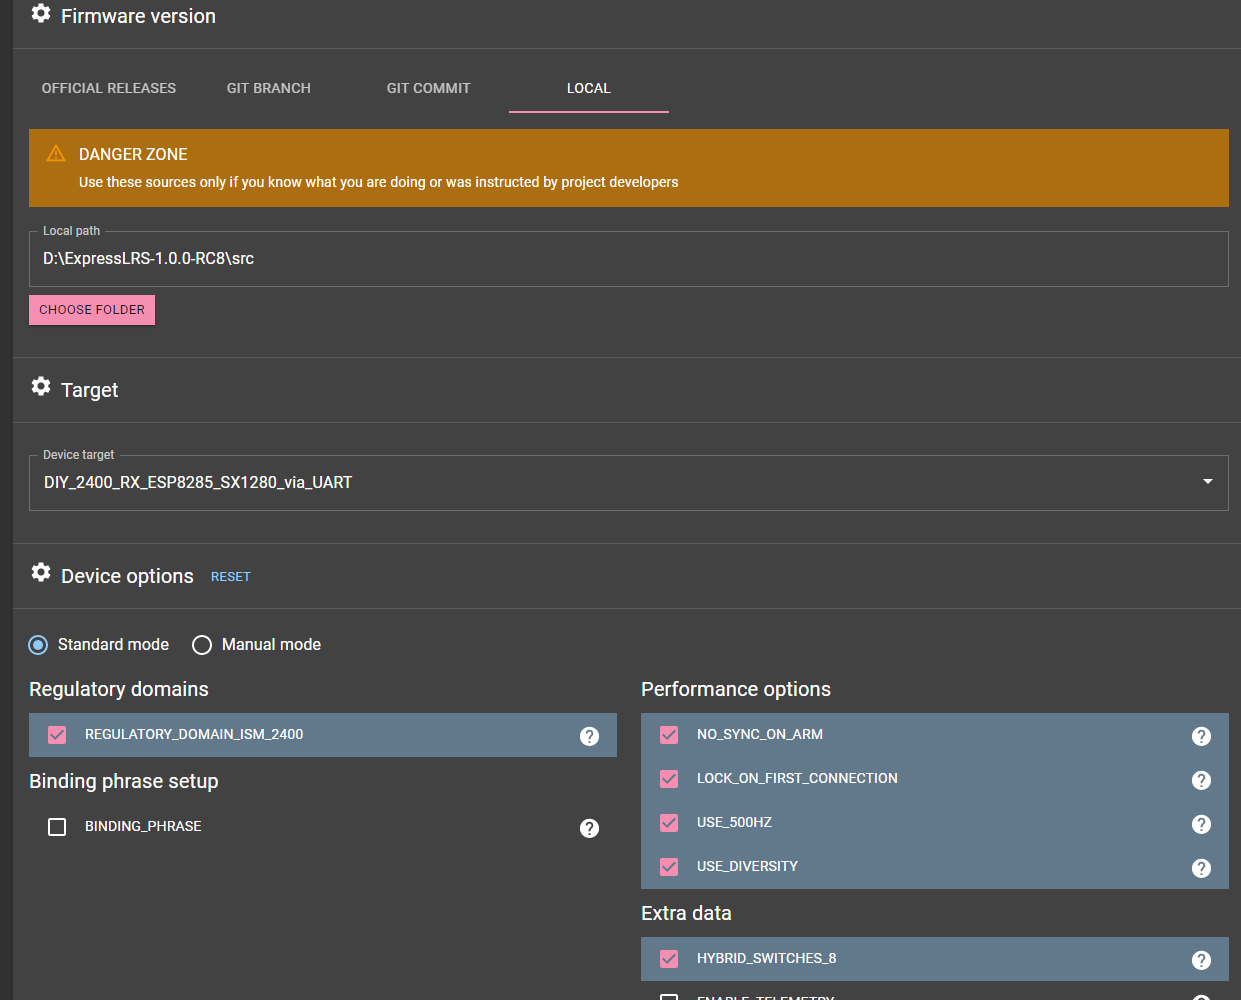 Firmware version
OFFICIAL RELEASES GIT BRANCH GIT COMMIT LOCAL
DANGER ZONE
Use these sources only if you know what you are doing or was instructed by project developers
Local path
D:\ExpressLRS-1.0.0-RC8\src
CHOOSE FOLDER
Target
Device target
DIY_2400_RX_ESP8285_SX1280_via_UART
Device options RESET
Standard mode Manual mode
Regulatory domains
REGULATORY_DOMAIN_ISM_2400
Binding phrase setup
BINDING_PHRASE
Performance options
NO_SYNC_ON_ARM
LOCK_ON_FIRST_CONNECTION
USE_500HZ
USE_DIVERSITY
Extra data
HYBRID_SWITCHES_8
ENABLE_TELEMETRY